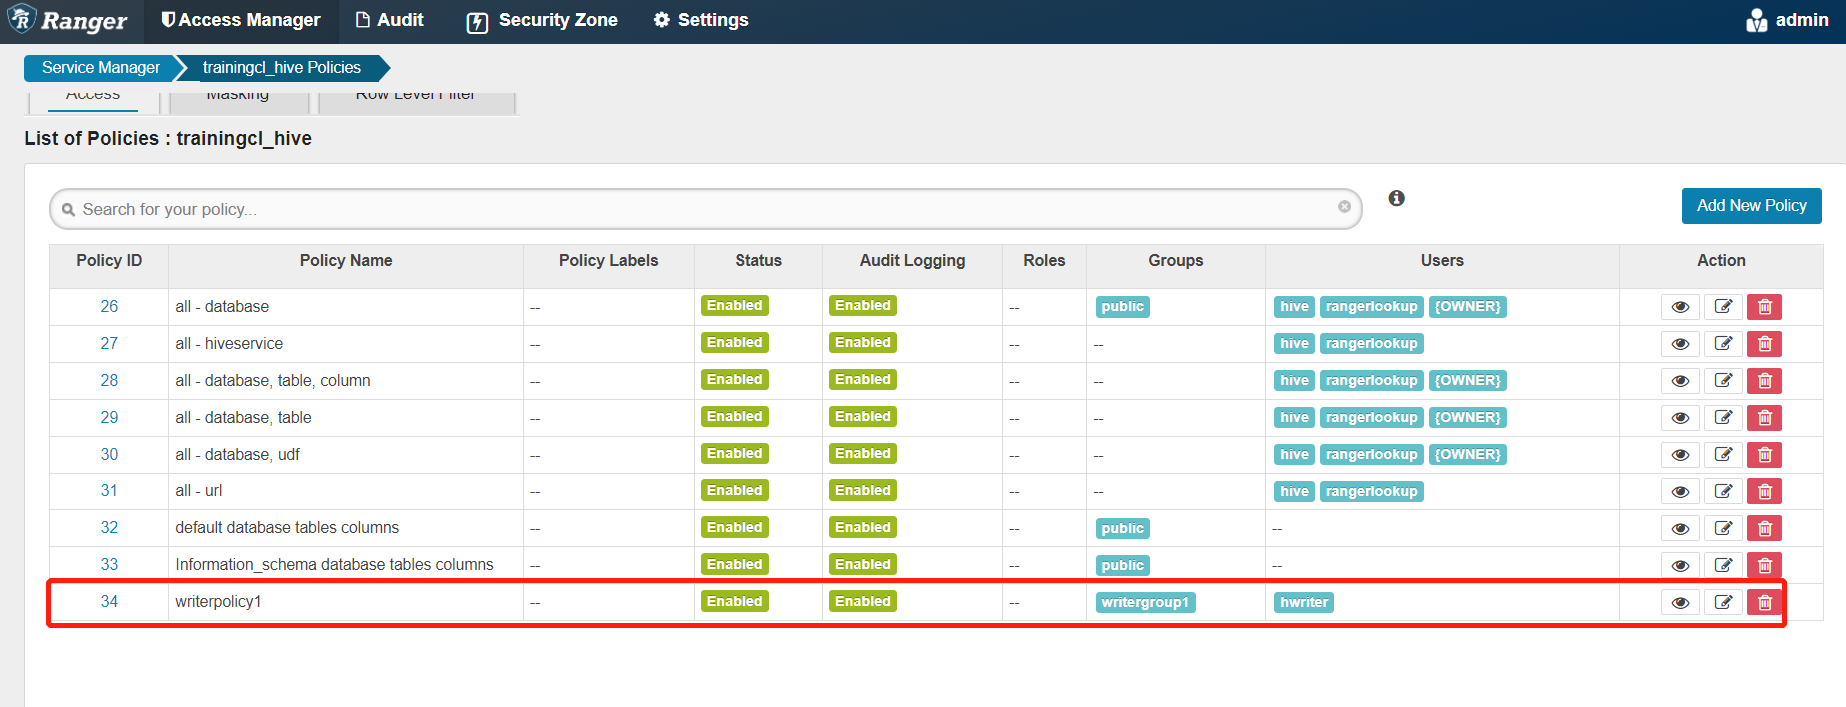 Ranger Access Manager Audit Security Zone Settings admin
Service Manager trainingcl_hive Policies
Access Masking Row Level Filter
List of Policies : trainingcl_hive
Search for your policy... Add New Policy
Policy ID Policy Name Policy Labels Status Audit Logging Roles Groups Users Action
26 all - database -- Enabled Enabled -- public hive rangerlookup {OWNER}
27 all - hiveservice -- Enabled Enabled -- -- hive rangerlookup
28 all - database, table, column -- Enabled Enabled -- -- hive rangerlookup {OWNER}
29 all - database, table -- Enabled Enabled -- -- hive rangerlookup {OWNER}
30 all - database, udf -- Enabled Enabled -- -- hive rangerlookup {OWNER}
31 all - url -- Enabled Enabled -- -- hive rangerlookup
32 default database tables columns -- Enabled Enabled -- public --
33 Information_schema database tables columns -- Enabled Enabled -- public --
34 writerpolicy1 -- Enabled Enabled -- writergroup1 hwriter